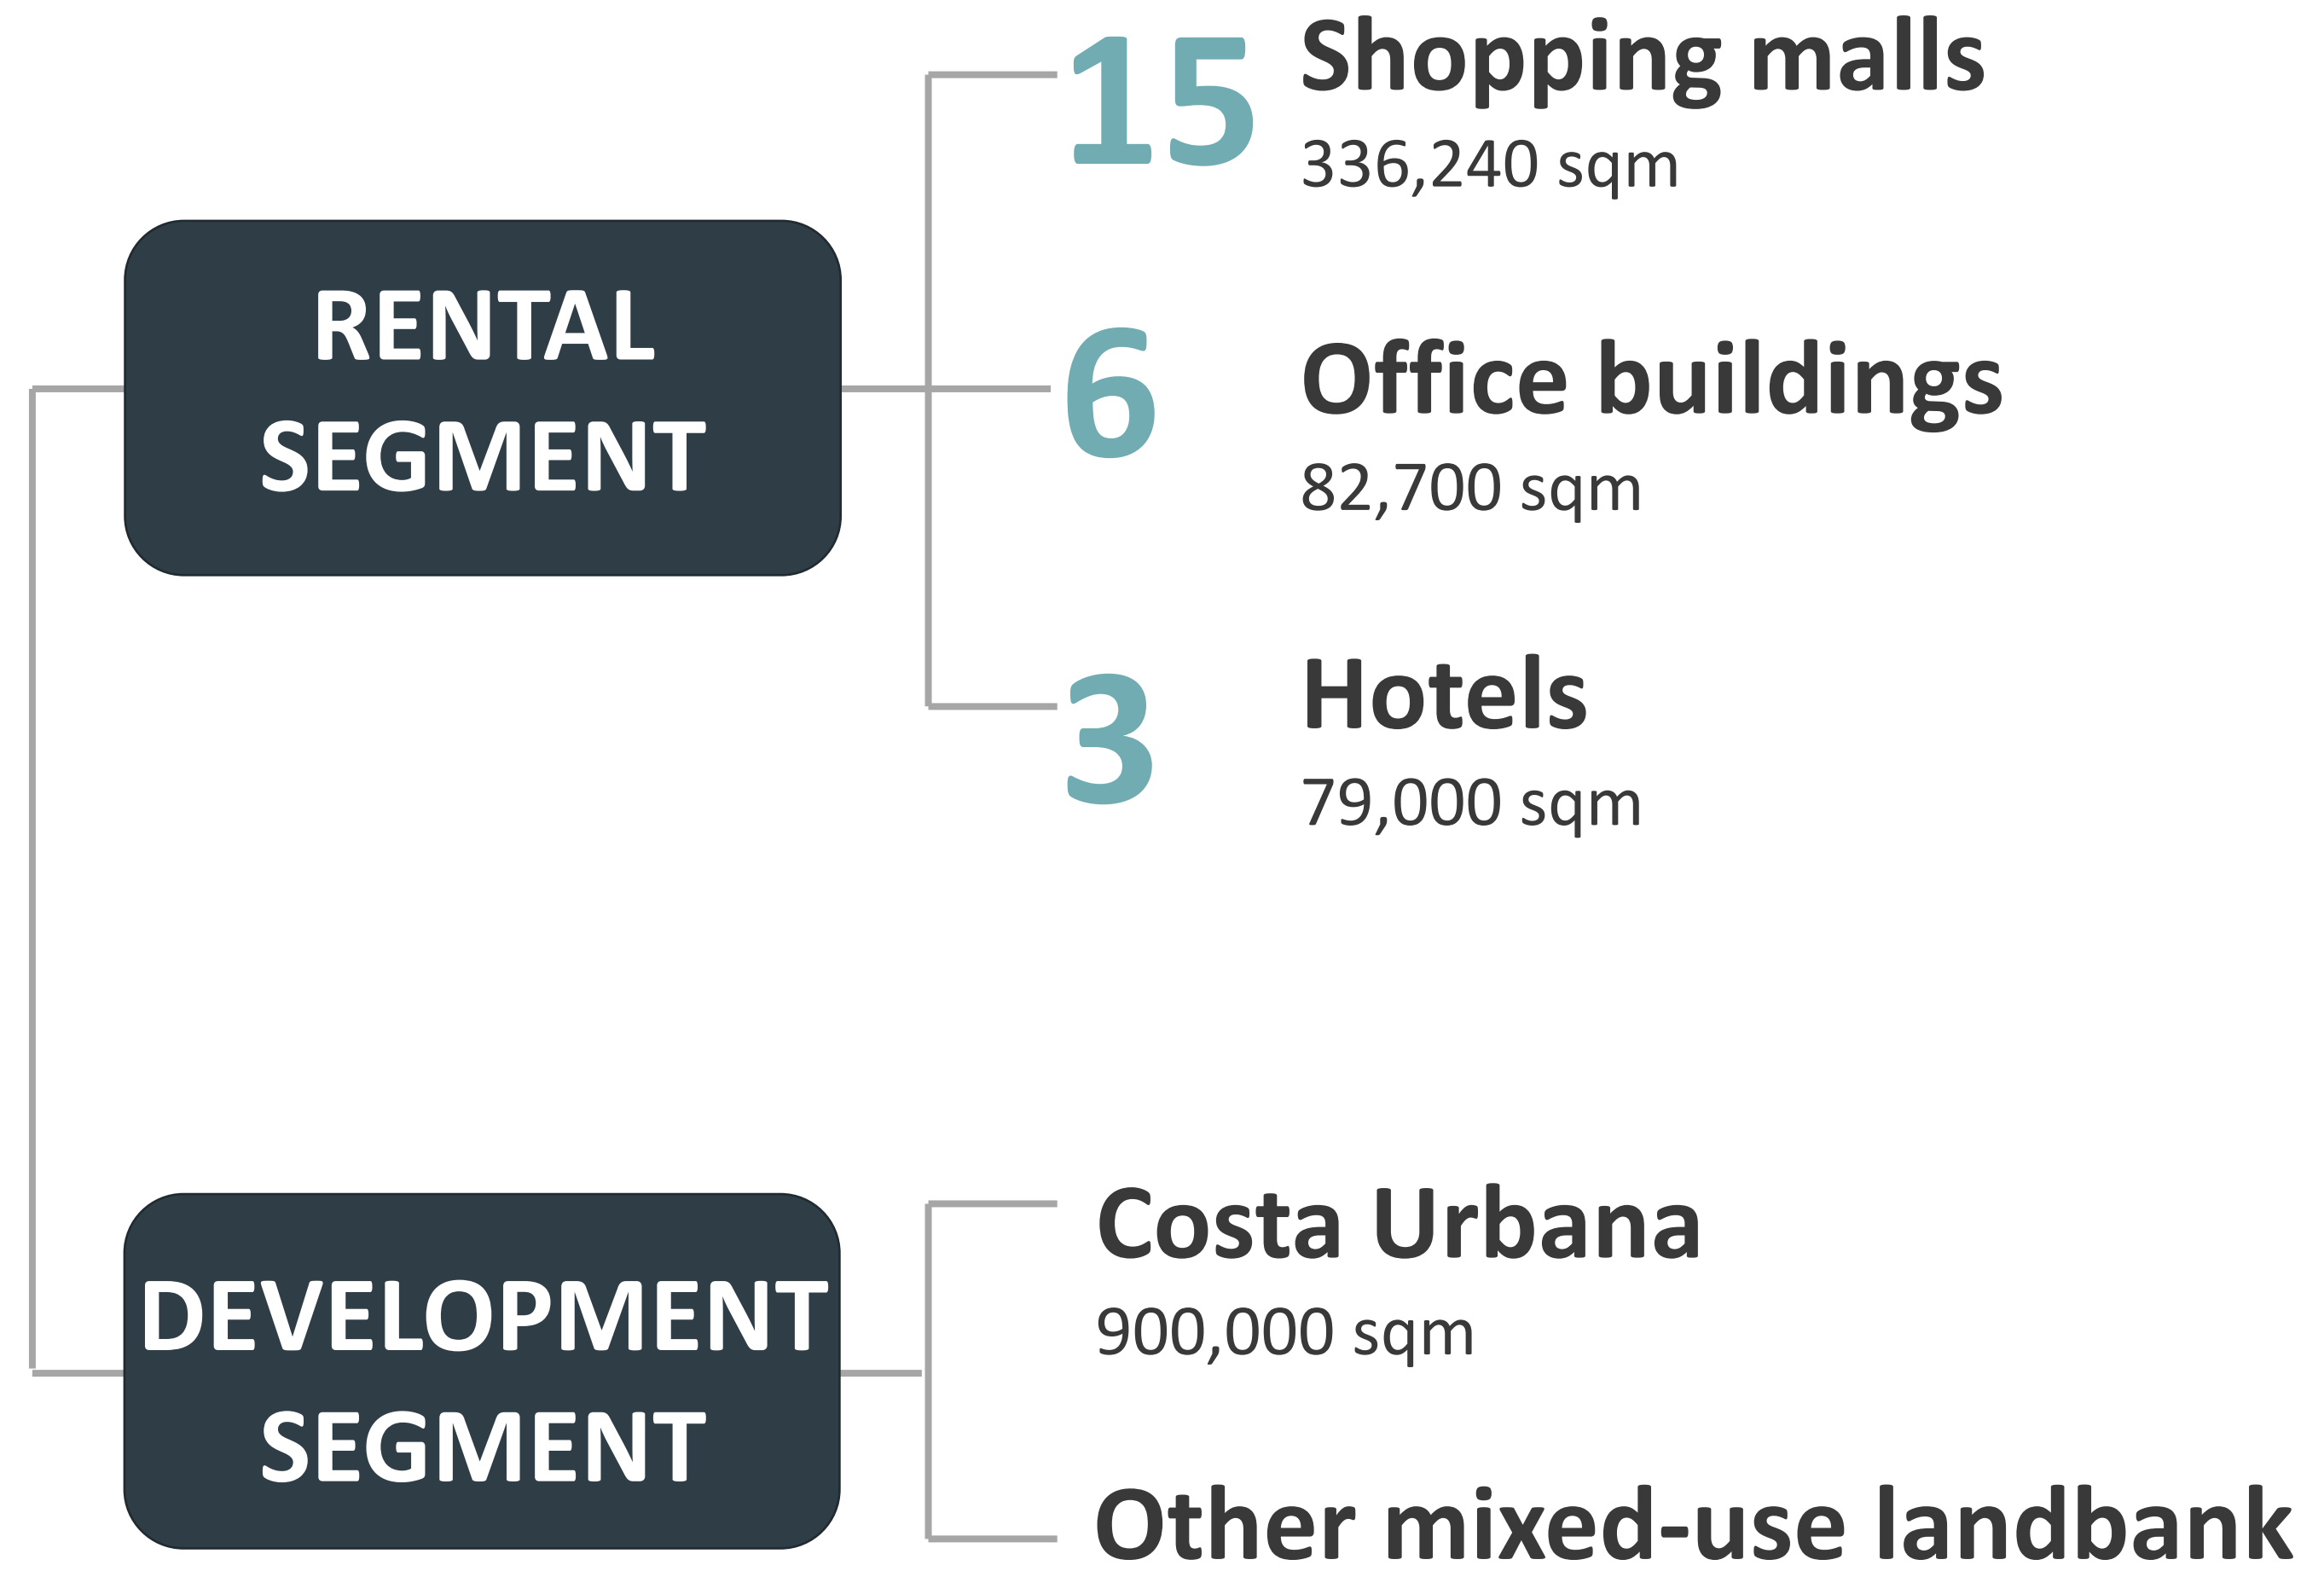 RENTAL
SEGMENT
15
Shopping malls
336,240 sqm
6
Office buildings
82,700 sqm
3
Hotels
79,000 sqm
DEVELOPMENT
SEGMENT
Costa Urbana
900,000 sqm
Other mixed-use landbank